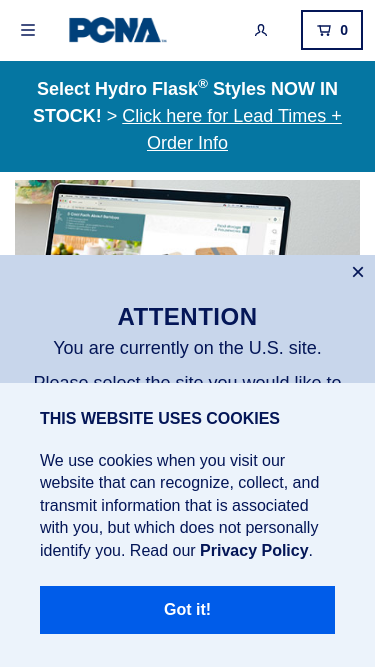 PCNA
0
Select Hydro Flask® Styles NOW IN
STOCK! > Click here for Lead Times +
Order Info
ATTENTION
You are currently on the U.S. site.
Please select the site you would like to
THIS WEBSITE USES COOKIES
We use cookies when you visit our
website that can recognize, collect, and
transmit information that is associated
with you, but which does not personally
identify you. Read our Privacy Policy.
Got it!